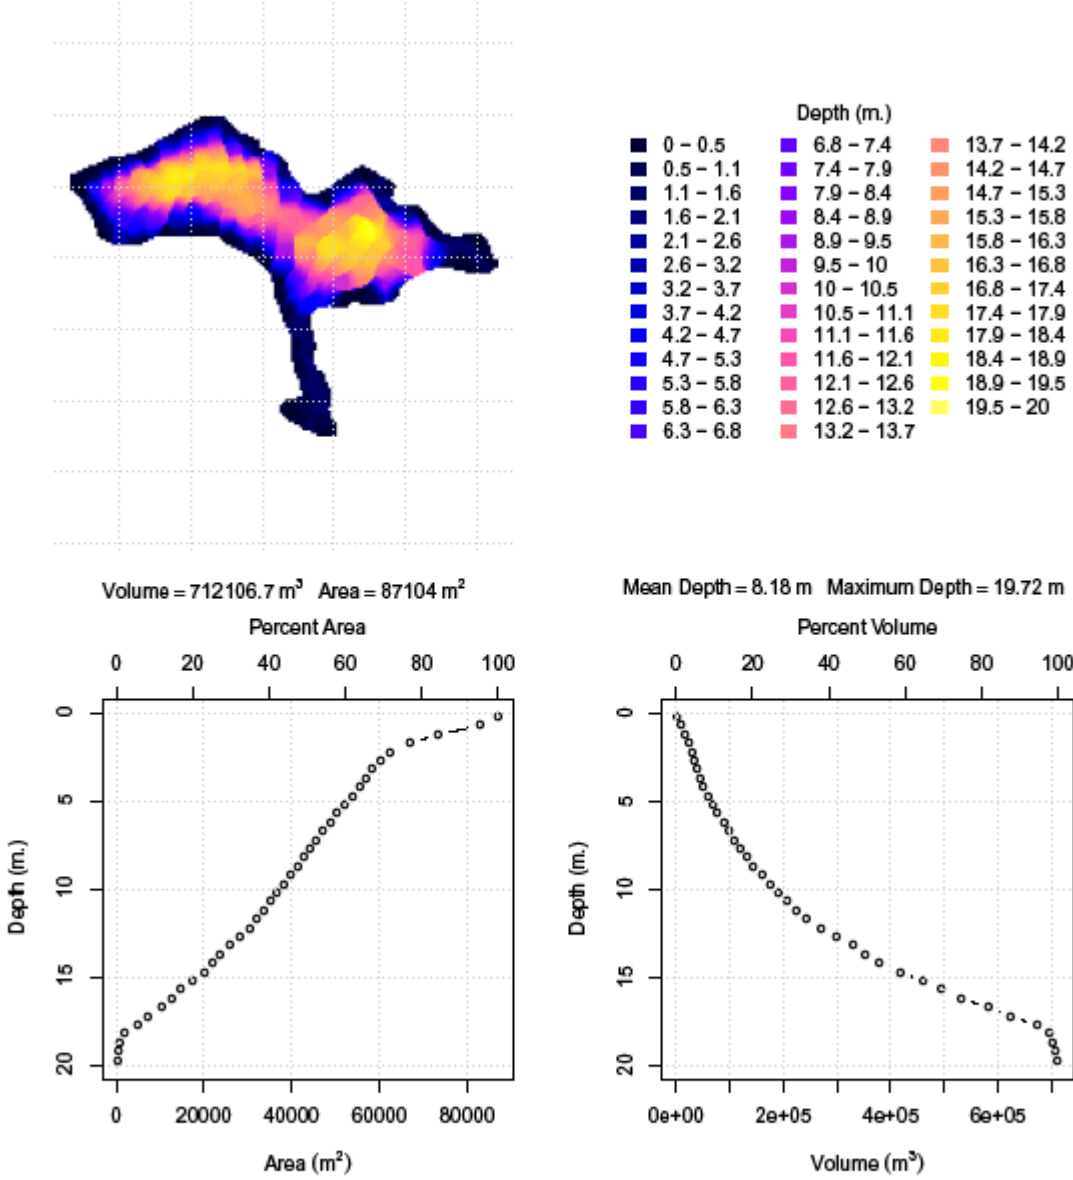 Depth (m.)
0 – 0.5
0.5 – 1.1
1.1 – 1.6
1.6 – 2.1
2.1 – 2.6
2.6 – 3.2
3.2 – 3.7
3.7 – 4.2
4.2 – 4.7
4.7 – 5.3
5.3 – 5.8
5.8 – 6.3
6.3 – 6.8
6.8 – 7.4
7.4 – 7.9
7.9 – 8.4
8.4 – 8.9
8.9 – 9.5
9.5 – 10
10 – 10.5
10.5 – 11.1
11.1 – 11.6
11.6 – 12.1
12.1 – 12.6
12.6 – 13.2
13.2 – 13.7
13.7 – 14.2
14.2 – 14.7
14.7 – 15.3
15.3 – 15.8
15.8 – 16.3
16.3 – 16.8
16.8 – 17.4
17.4 – 17.9
17.9 – 18.4
18.4 – 18.9
18.9 – 19.5
19.5 – 20
Volume = 712106.7 m³ Area = 87104 m²
Percent Area
0 20 40 60 80 100
Depth (m.)
0
5
10
15
20
0 20000 40000 60000 80000
Area (m²)
Mean Depth = 8.18 m Maximum Depth = 19.72 m
Percent Volume
0 20 40 60 80 100
Depth (m.)
0
5
10
15
20
0e+00 2e+05 4e+05 6e+05
Volume (m³)